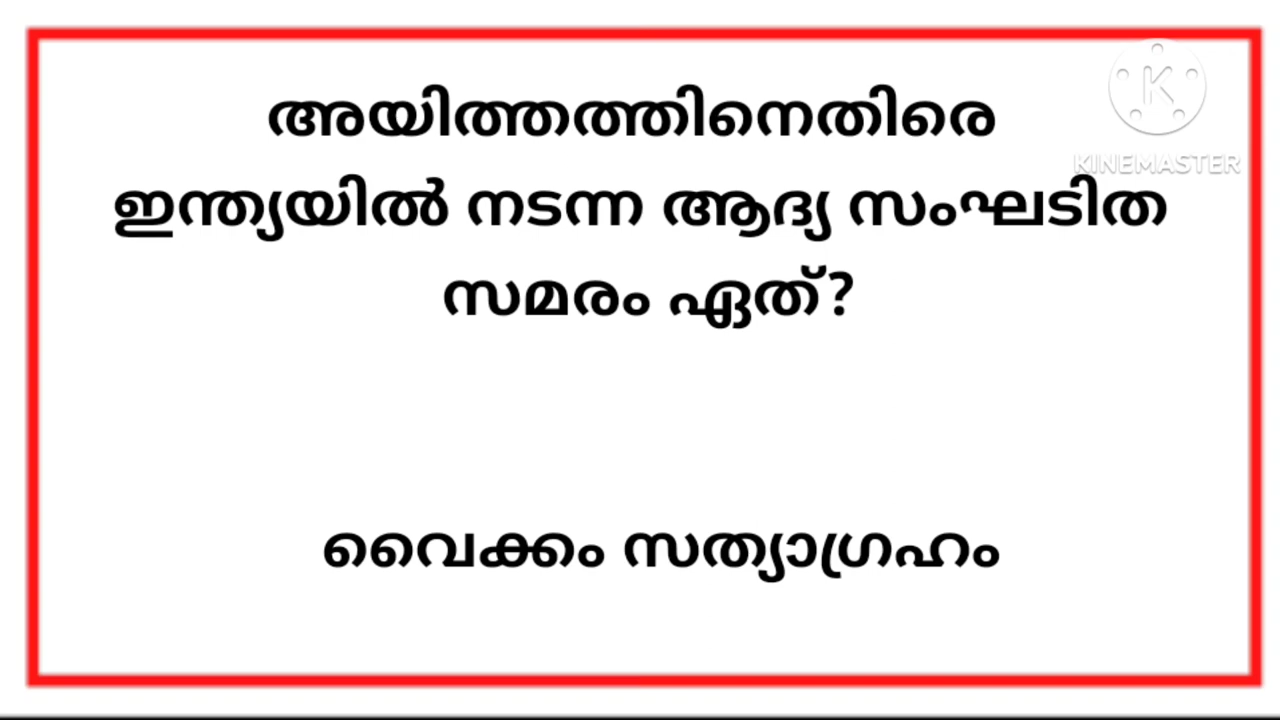 അയിത്തത്തിനെതിരെ
ഇന്ത്യയിൽ നടന്ന ആദ്യ സംഘടിത
സമരം ഏത്?
വൈക്കം സത്യാഗ്രഹം
K
KINEMASTER